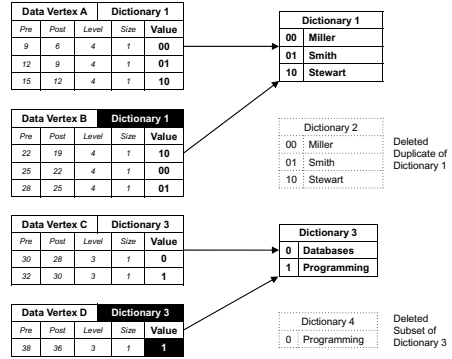 Data Vertex A Dictionary 1
Pre Post Level Size Value
9 6 4 1 00
12 9 4 1 01
15 12 4 1 10
Dictionary 1
00 Miller
01 Smith
10 Stewart
Data Vertex B Dictionary 1
Pre Post Level Size Value
22 19 4 1 10
25 22 4 1 00
28 25 4 1 01
Dictionary 2
00 Miller
01 Smith
10 Stewart
Deleted
Duplicate of
Dictionary 1
Data Vertex C Dictionary 3
Pre Post Level Size Value
30 28 3 1 0
32 30 3 1 1
Dictionary 3
0 Databases
1 Programming
Data Vertex D Dictionary 3
Pre Post Level Size Value
38 36 3 1 1
Dictionary 4
0 Programming
Deleted
Subset of
Dictionary 3